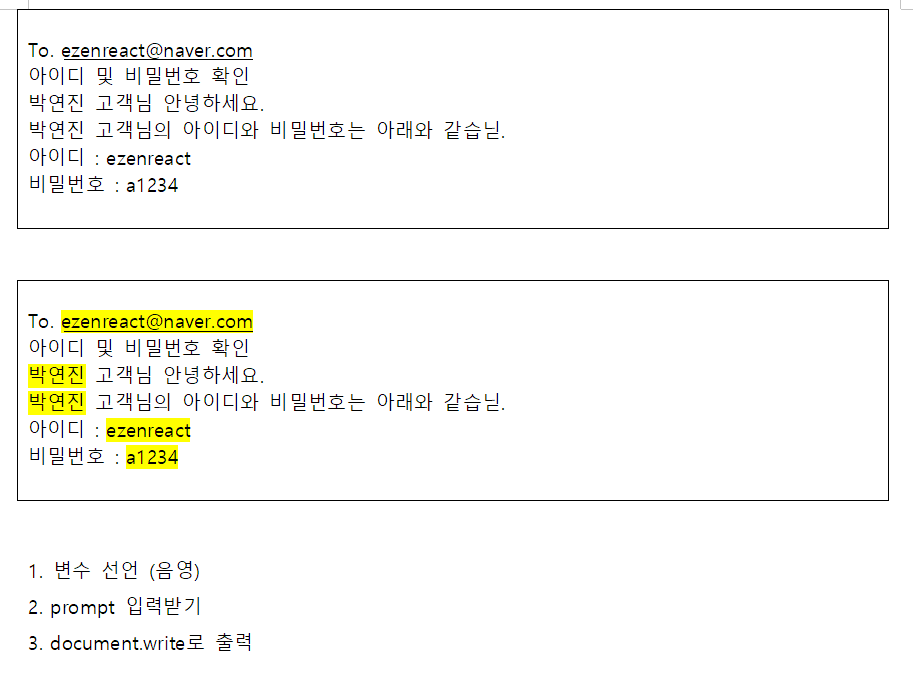 To. ezenreact@naver.com
아이디 및 비밀번호 확인
박연진 고객님 안녕하세요.
박연진 고객님의 아이디와 비밀번호는 아래와 같습닏.
아이디 : ezenreact
비밀번호 : a1234
To. ezenreact@naver.com
아이디 및 비밀번호 확인
박연진 고객님 안녕하세요.
박연진 고객님의 아이디와 비밀번호는 아래와 같습닏.
아이디 : ezenreact
비밀번호 : a1234
1. 변수 선언 (음영)
2. prompt 입력받기
3. document.write로 출력